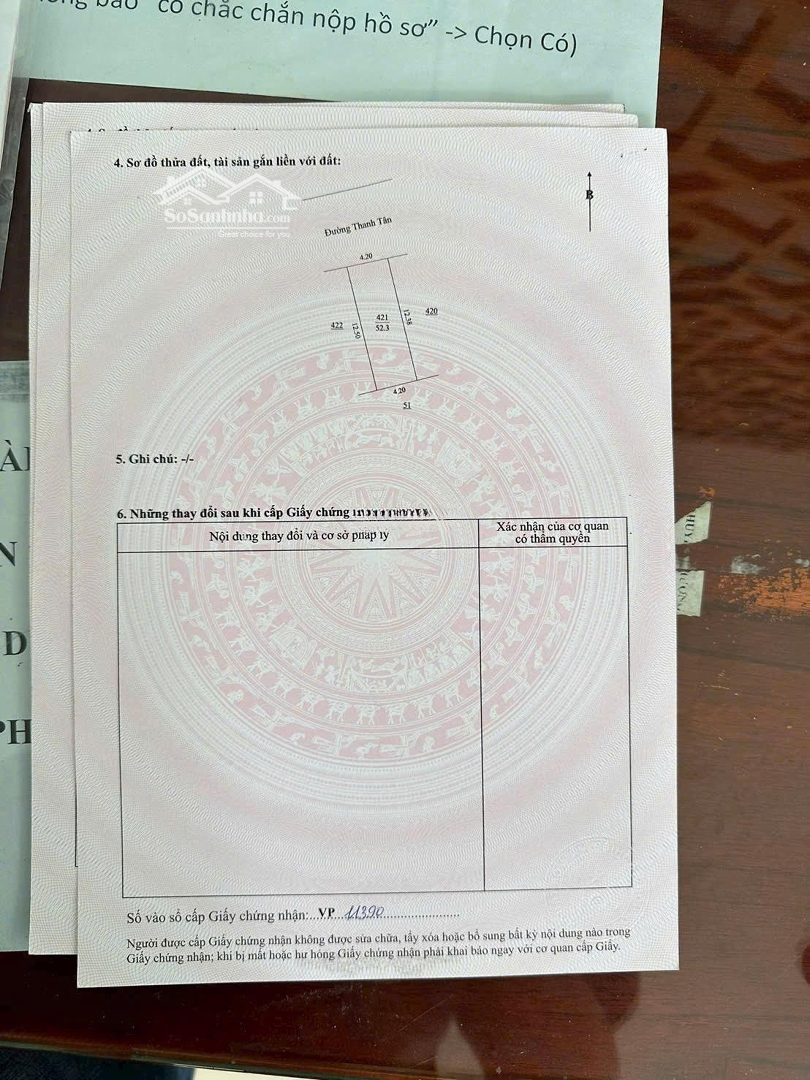 "có chắc chắn nộp hồ sơ" -> Chọn Có)
4. Sơ đồ thửa đất, tài sản gắn liền với đất:
SoSanhnha.com
Great choice for you
B
Đường Thanh Tân
4.20
422
12.50
421
52.3
12.38
420
4.20
51
5. Ghi chú: -/-
6. Những thay đổi sau khi cấp Giấy chứng
Nội dung thay đổi và cơ sở pháp lý
Xác nhận của cơ quan
có thẩm quyền
Số vào sổ cấp Giấy chứng nhận:...VP 11390
Người được cấp Giấy chứng nhận không được sửa chữa, tẩy xóa hoặc bổ sung bất kỳ nội dung nào trong
Giấy chứng nhận; khi bị mất hoặc hư hỏng Giấy chứng nhận phải khai báo ngay với cơ quan cấp Giấy.